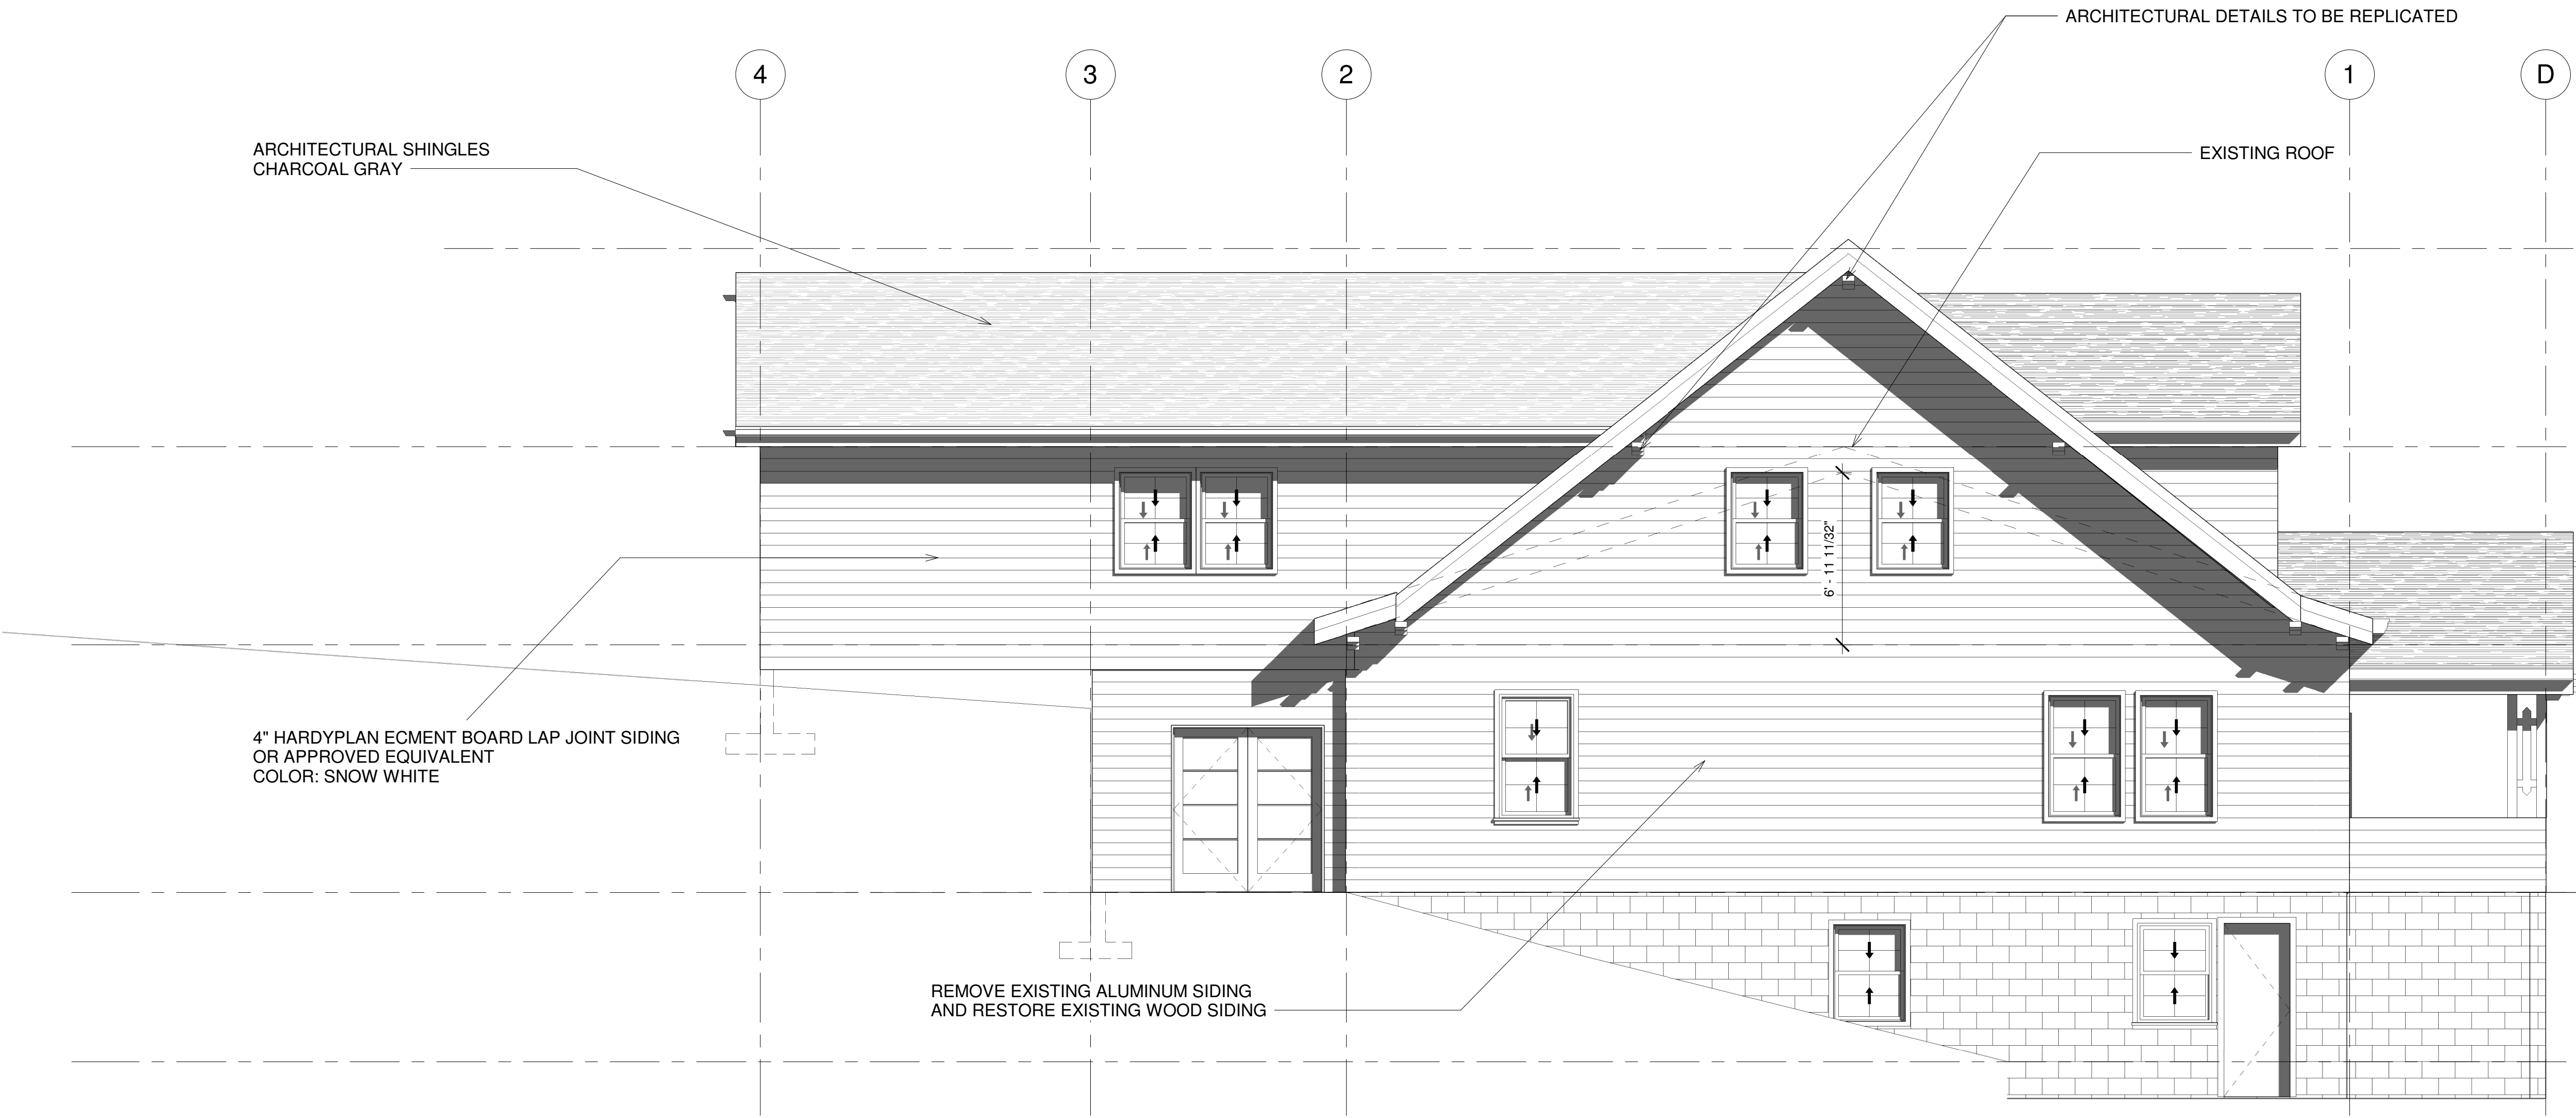 ARCHITECTURAL DETAILS TO BE REPLICATED
4
3
2
1
D
ARCHITECTURAL SHINGLES
CHARCOAL GRAY
EXISTING ROOF
6' - 11 11/32"
4" HARDYPLAN ECMENT BOARD LAP JOINT SIDING
OR APPROVED EQUIVALENT
COLOR: SNOW WHITE
REMOVE EXISTING ALUMINUM SIDING
AND RESTORE EXISTING WOOD SIDING